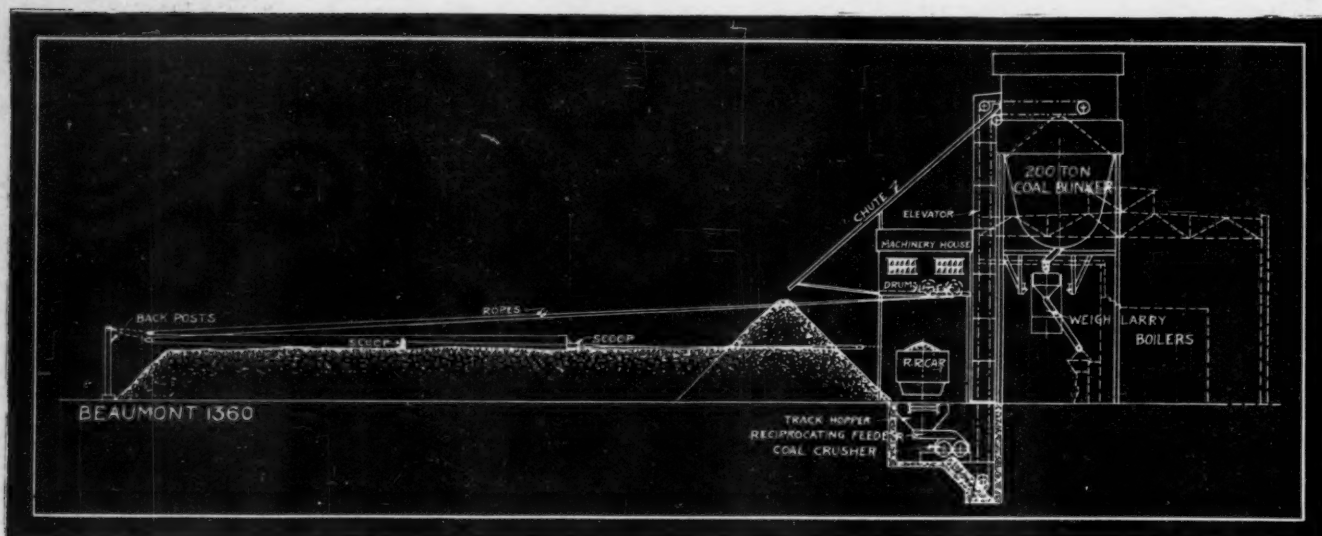 200 TON
COAL BUNKER
CHUTE
ELEVATOR
MACHINERY HOUSE
DRUMS
ROPES
BACK POSTS
SCOOP
SCOOP
WEIGH LARRY
BOILERS
R.R.CAR
BEAUMONT 1360
TRACK HOPPER
RECIPROCATING FEEDER
COAL CRUSHER